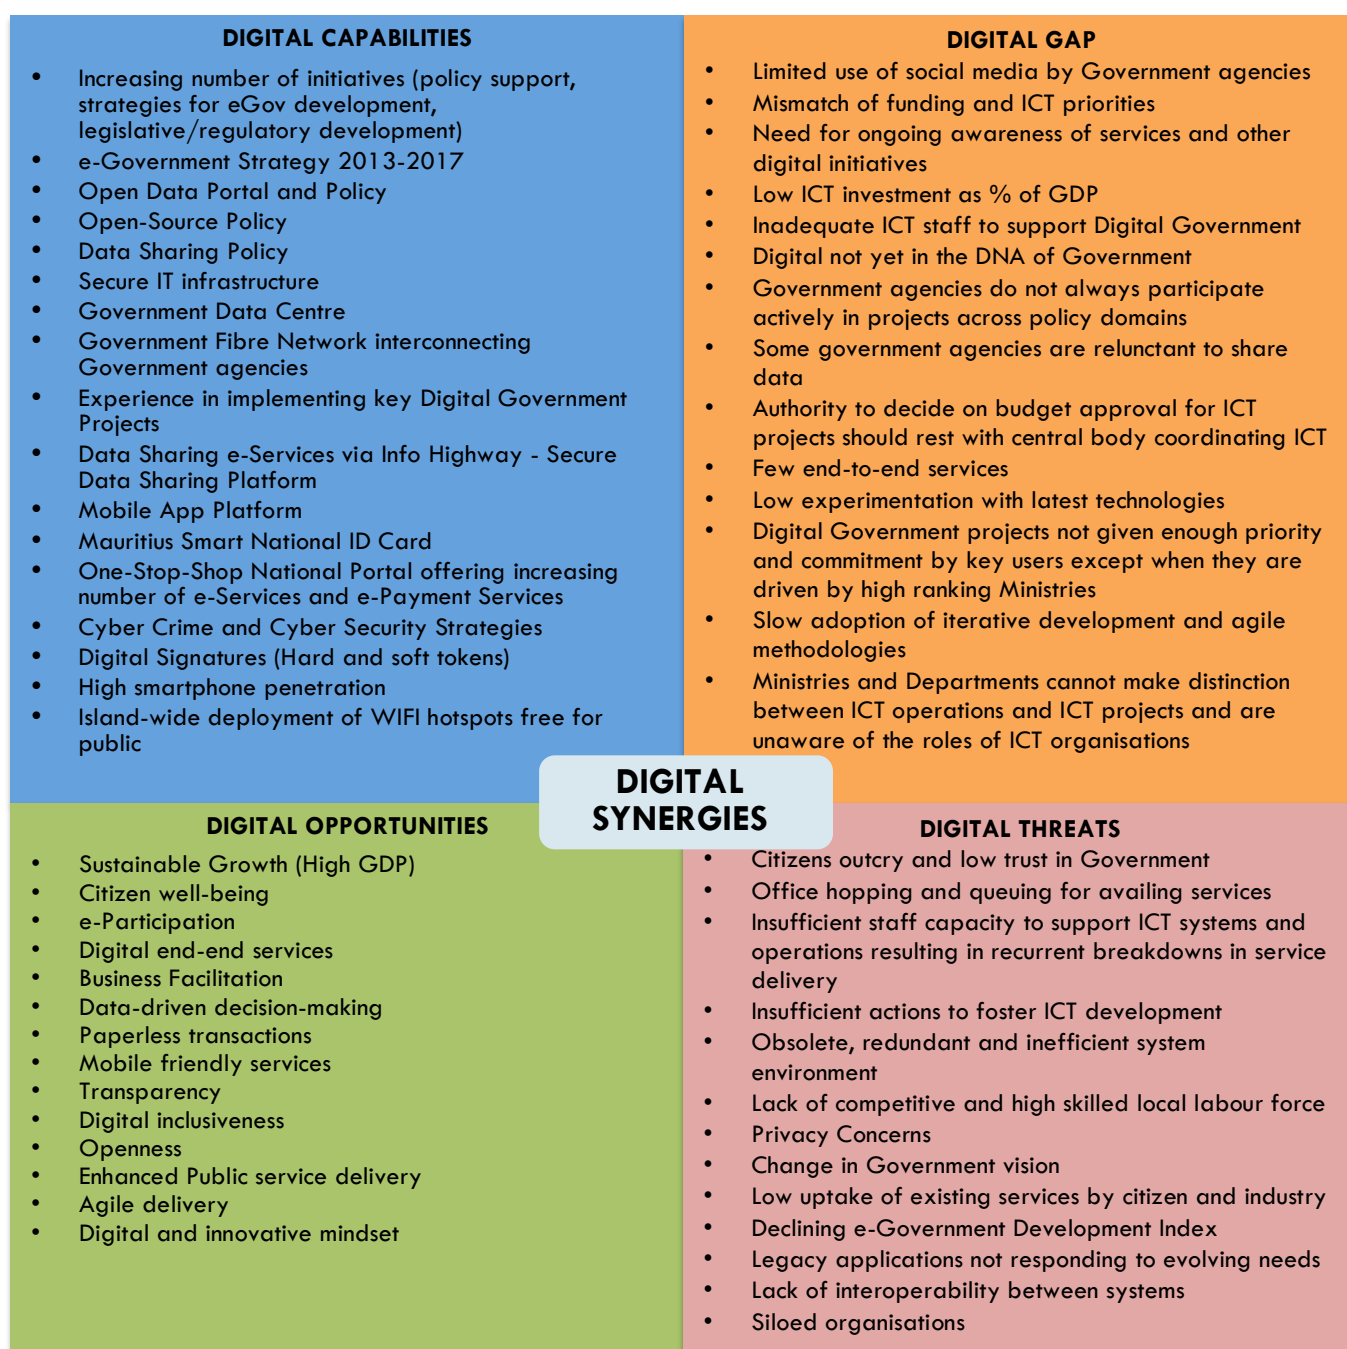 DIGITAL CAPABILITIES
• Increasing number of initiatives (policy support,
strategies for eGov development,
legislative/regulatory development)
• e-Government Strategy 2013-2017
• Open Data Portal and Policy
• Open-Source Policy
• Data Sharing Policy
• Secure IT infrastructure
• Government Data Centre
• Government Fibre Network interconnecting
Government agencies
• Experience in implementing key Digital Government
Projects
• Data Sharing e-Services via Info Highway - Secure
Data Sharing Platform
• Mobile App Platform
• Mauritius Smart National ID Card
• One-Stop-Shop National Portal offering increasing
number of e-Services and e-Payment Services
• Cyber Crime and Cyber Security Strategies
• Digital Signatures (Hard and soft tokens)
• High smartphone penetration
• Island-wide deployment of WIFI hotspots free for
public
DIGITAL GAP
• Limited use of social media by Government agencies
• Mismatch of funding and ICT priorities
• Need for ongoing awareness of services and other
digital initiatives
• Low ICT investment as % of GDP
• Inadequate ICT staff to support Digital Government
• Digital not yet in the DNA of Government
• Government agencies do not always participate
actively in projects across policy domains
• Some government agencies are relunctant to share
data
• Authority to decide on budget approval for ICT
projects should rest with central body coordinating ICT
• Few end-to-end services
• Low experimentation with latest technologies
• Digital Government projects not given enough priority
and commitment by key users except when they are
driven by high ranking Ministries
• Slow adoption of iterative development and agile
methodologies
• Ministries and Departments cannot make distinction
between ICT operations and ICT projects and are
unaware of the roles of ICT organisations
DIGITAL
SYNERGIES
DIGITAL OPPORTUNITIES
• Sustainable Growth (High GDP)
• Citizen well-being
• e-Participation
• Digital end-end services
• Business Facilitation
• Data-driven decision-making
• Paperless transactions
• Mobile friendly services
• Transparency
• Digital inclusiveness
• Openness
• Enhanced Public service delivery
• Agile delivery
• Digital and innovative mindset
DIGITAL THREATS
• Citizens outcry and low trust in Government
• Office hopping and queuing for availing services
• Insufficient staff capacity to support ICT systems and
operations resulting in recurrent breakdowns in service
delivery
• Insufficient actions to foster ICT development
• Obsolete, redundant and inefficient system
environment
• Lack of competitive and high skilled local labour force
• Privacy Concerns
• Change in Government vision
• Low uptake of existing services by citizen and industry
• Declining e-Government Development Index
• Legacy applications not responding to evolving needs
• Lack of interoperability between systems
• Siloed organisations